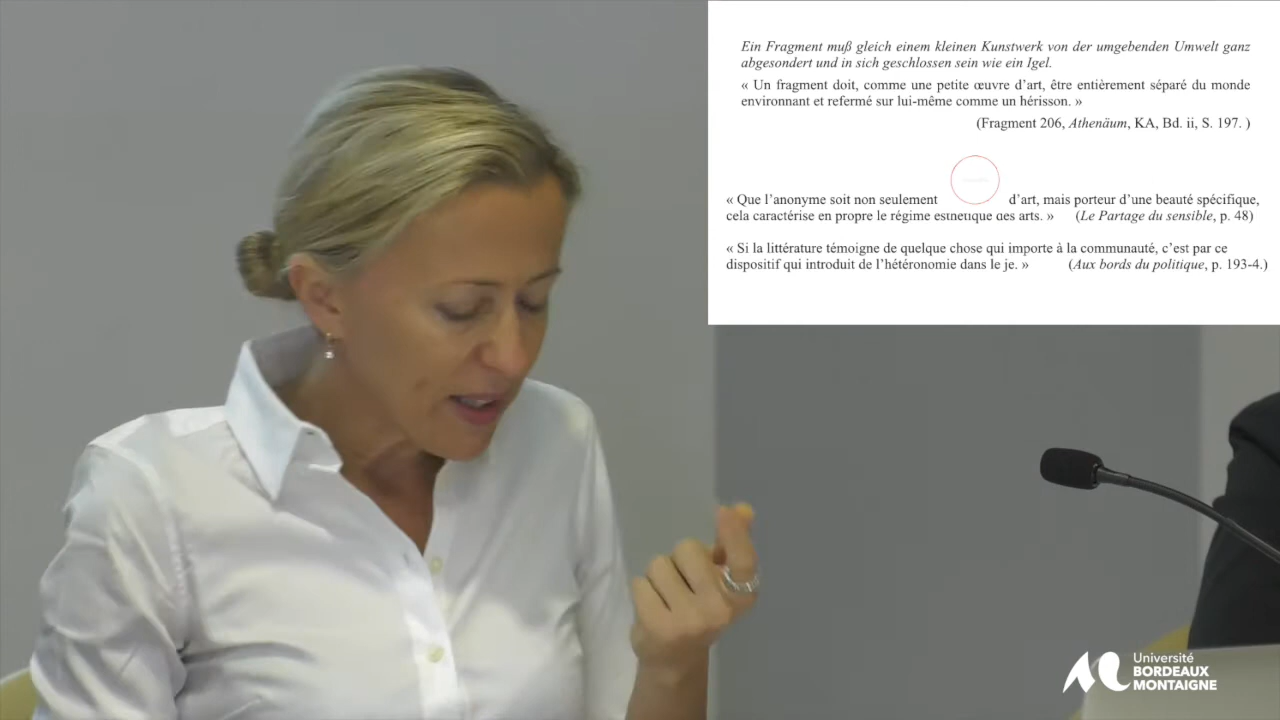 Ein Fragment muß gleich einem kleinen Kunstwerk von der umgebenden Umwelt ganz
abgesondert und in sich geschlossen sein wie ein Igel.
« Un fragment doit, comme une petite œuvre d’art, être entièrement séparé du monde
environnant et refermé sur lui-même comme un hérisson. »
(Fragment 206, Athenäum, KA, Bd. ii, S. 197. )
« Que l’anonyme soit non seulement d’art, mais porteur d’une beauté spécifique,
cela caractérise en propre le régime esthétique des arts. » (Le Partage du sensible, p. 48)
« Si la littérature témoigne de quelque chose qui importe à la communauté, c’est par ce
dispositif qui introduit de l’hétéronomie dans le je. » (Aux bords du politique, p. 193-4.)
Université
BORDEAUX
MONTAIGNE